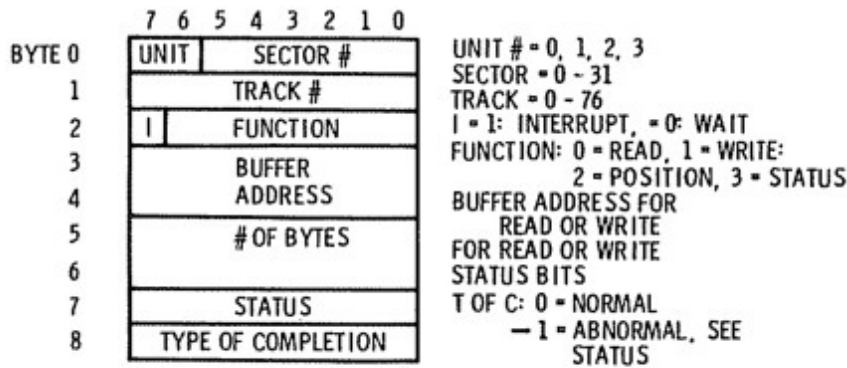 7 6 5 4 3 2 1 0
BYTE 0 UNIT SECTOR # UNIT # = 0, 1, 2, 3
SECTOR = 0 - 31
1 TRACK # TRACK = 0 - 76
2 I FUNCTION I = 1: INTERRUPT, = 0: WAIT
FUNCTION: 0 = READ, 1 = WRITE:
3 BUFFER 2 = POSITION, 3 = STATUS
4 ADDRESS BUFFER ADDRESS FOR
READ OR WRITE
5 # OF BYTES FOR READ OR WRITE
6 STATUS BITS
7 STATUS T OF C: 0 = NORMAL
8 TYPE OF COMPLETION — 1 = ABNORMAL, SEE
STATUS